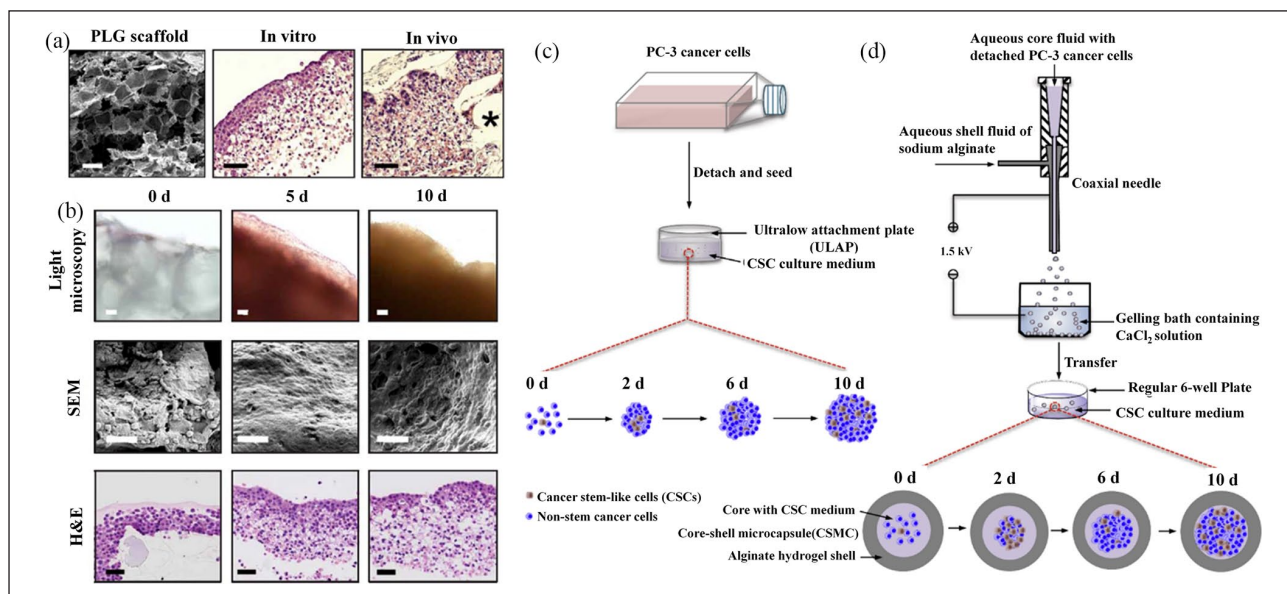 (a)
PLG scaffold
In vitro
In vivo
*
(b)
0 d
5 d
10 d
Light
microscopy
SEM
H&E
(c)
PC-3 cancer cells
Detach and seed
Ultralow attachment plate
(ULAP)
CSC culture medium
0 d
2 d
6 d
10 d
Cancer stem-like cells (CSCs)
Non-stem cancer cells
(d)
Aqueous core fluid with
detached PC-3 cancer cells
Aqueous shell fluid of
sodium alginate
Coaxial needle
1.5 kV
Gelling bath containing
CaCl₂ solution
Transfer
Regular 6-well Plate
CSC culture medium
0 d
2 d
6 d
10 d
Core with CSC medium
Core-shell microcapsule(CSMC)
Alginate hydrogel shell